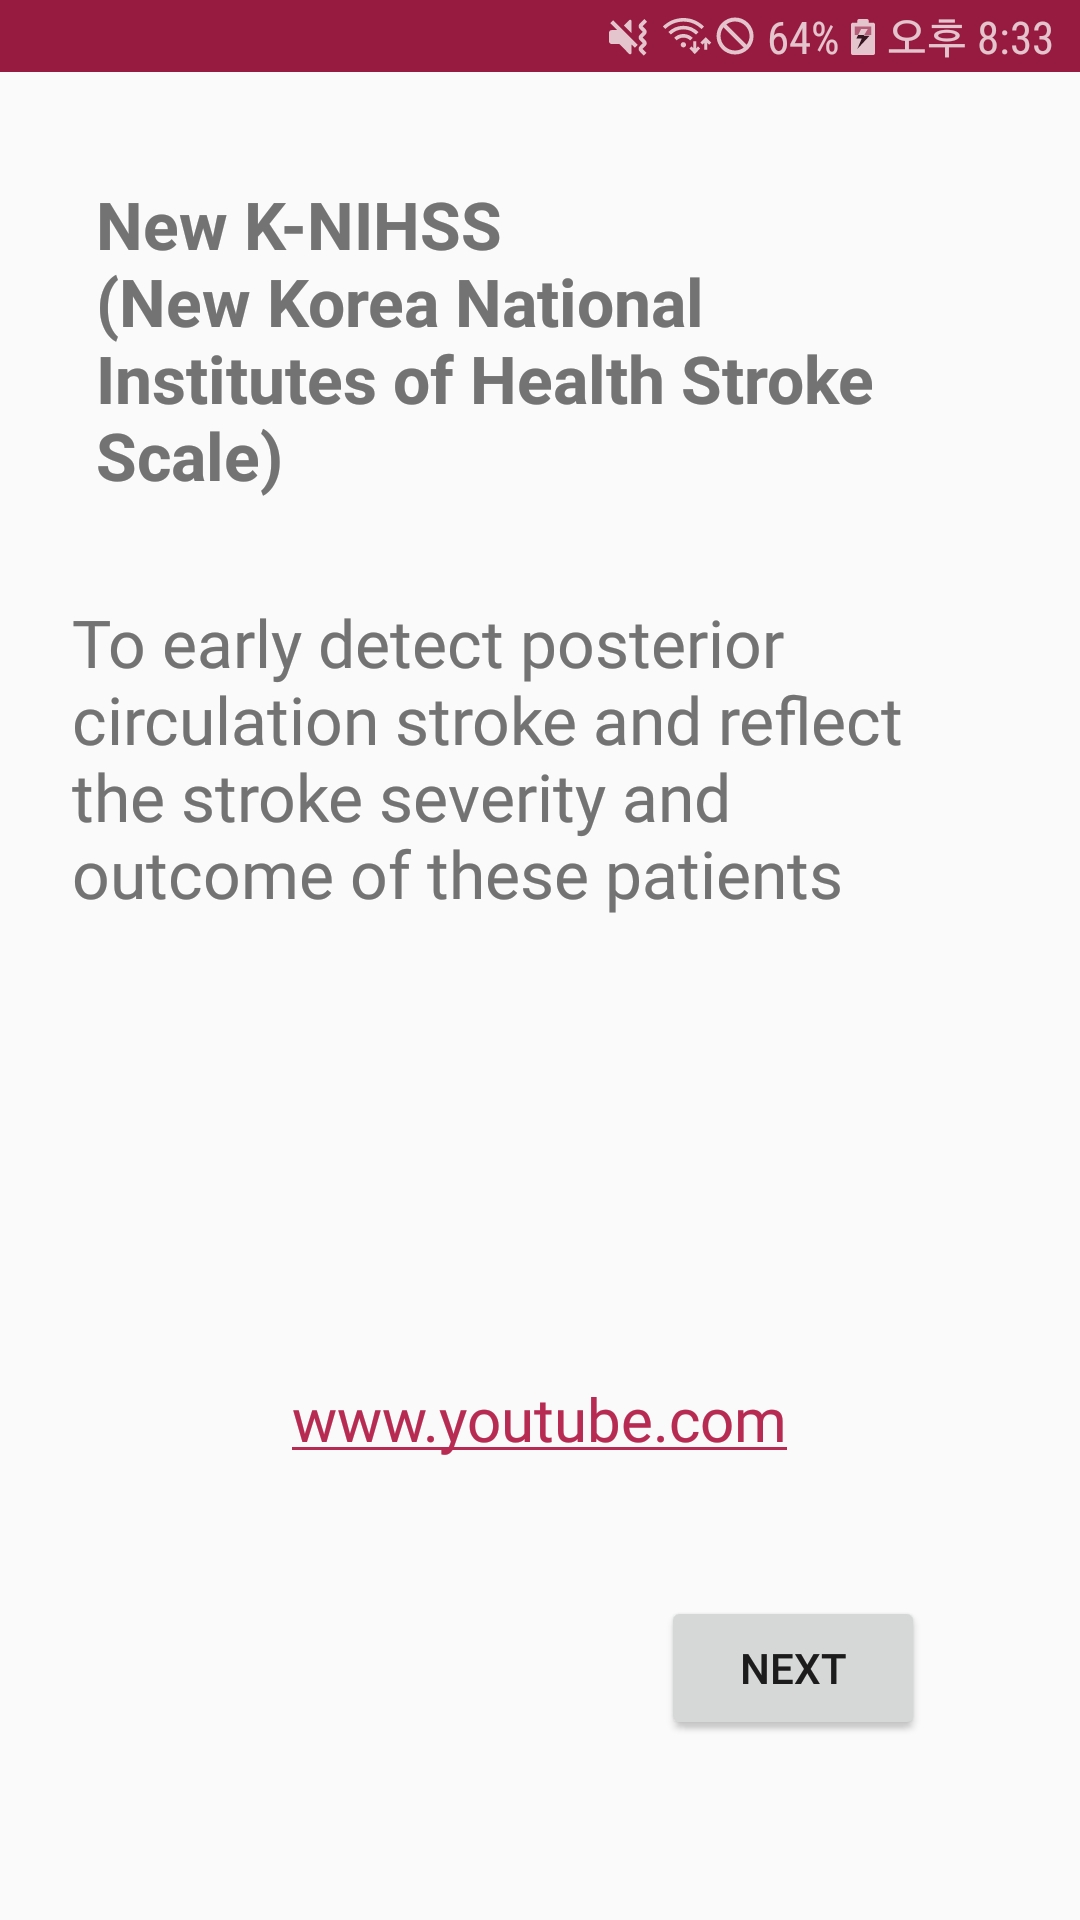 64% 오후 8:33
New K-NIHSS
(New Korea National
Institutes of Health Stroke
Scale)
To early detect posterior
circulation stroke and reflect
the stroke severity and
outcome of these patients
www.youtube.com
NEXT